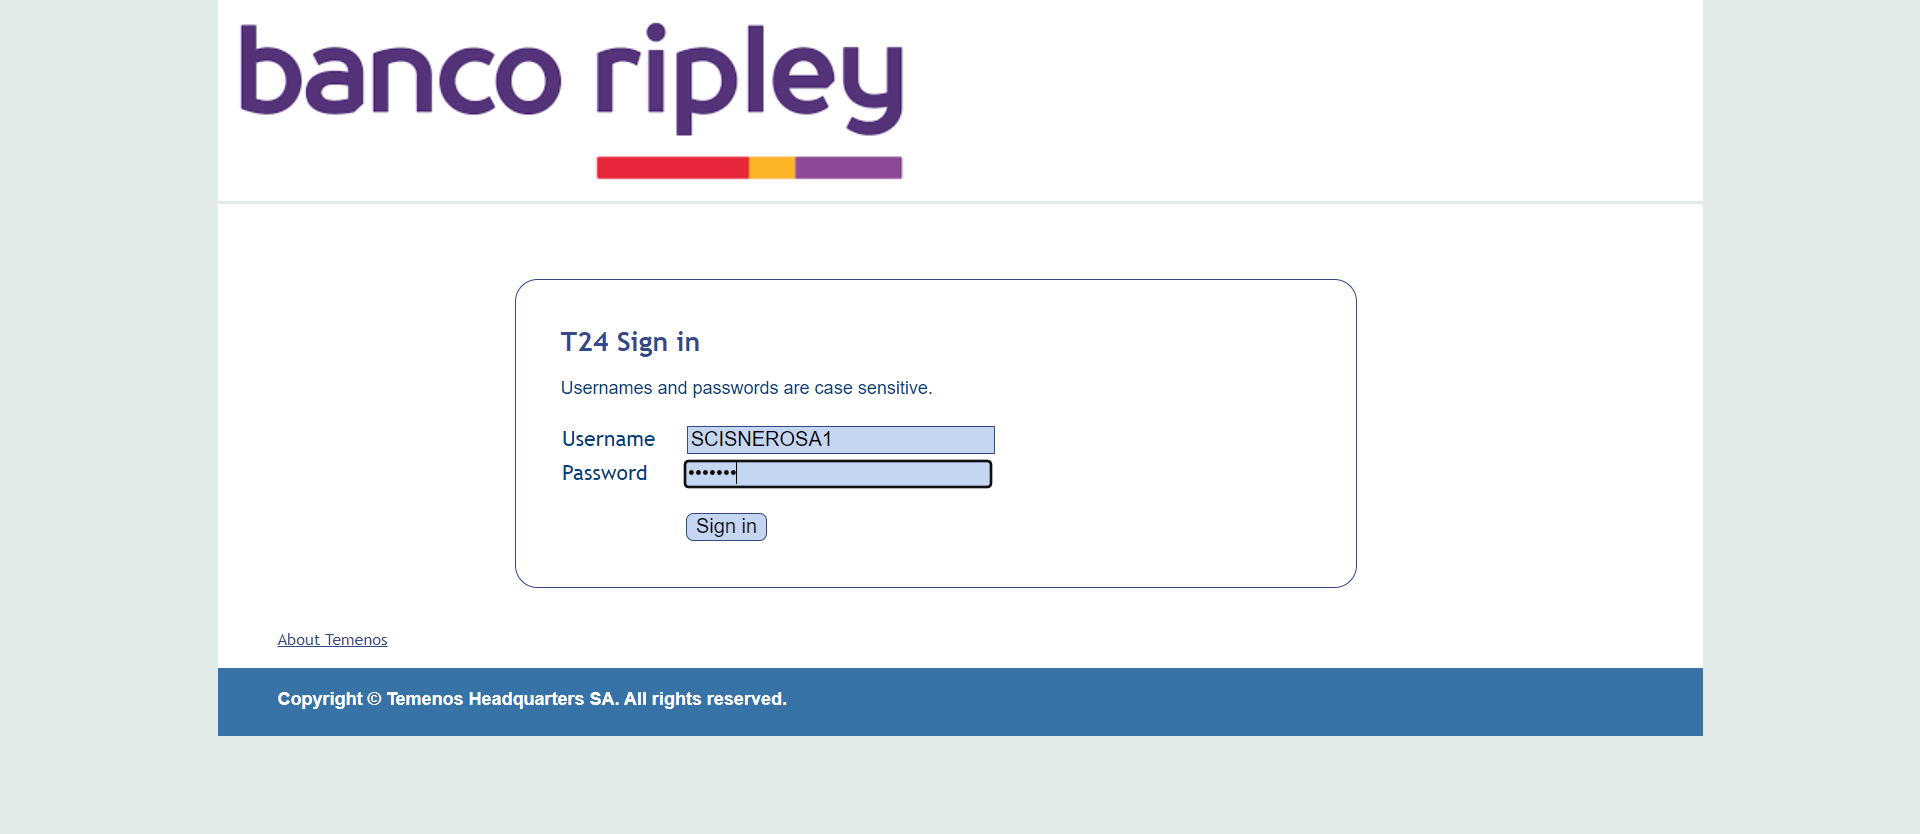 banco ripley
T24 Sign in
Usernames and passwords are case sensitive.
Username SCISNEROSA1
Password •••••••
Sign in
About Temenos
Copyright © Temenos Headquarters SA. All rights reserved.